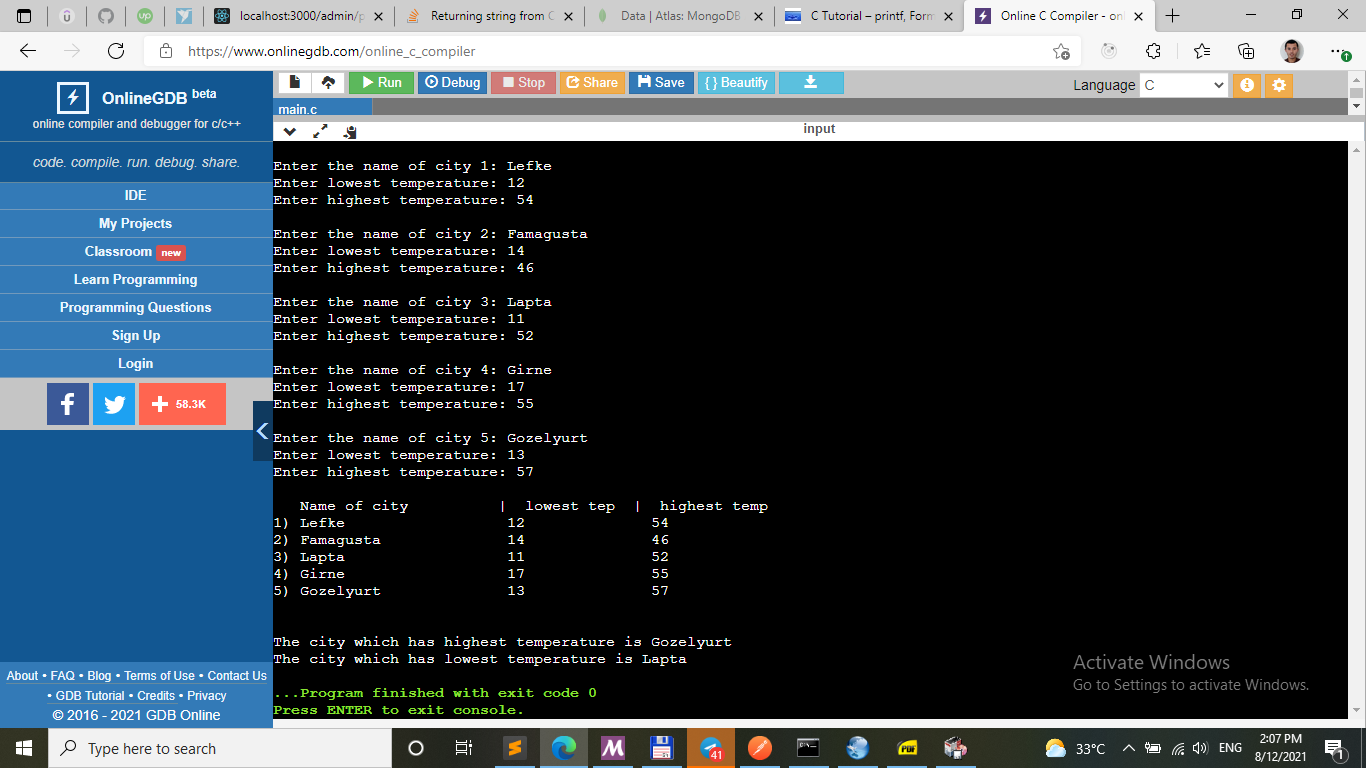 localhost:3000/admin/p
Returning string from C
Data | Atlas: MongoDB
C Tutorial – printf, Form
Online C Compiler - onl
https://www.onlinegdb.com/online_c_compiler
OnlineGDB beta
online compiler and debugger for c/c++
code. compile. run. debug. share.
IDE
My Projects
Classroom new
Learn Programming
Programming Questions
Sign Up
Login
58.3K
About • FAQ • Blog • Terms of Use • Contact Us
• GDB Tutorial • Credits • Privacy
© 2016 - 2021 GDB Online
Run Debug Stop Share Save { } Beautify
Language C
main.c
input
Enter the name of city 1: Lefke
Enter lowest temperature: 12
Enter highest temperature: 54
Enter the name of city 2: Famagusta
Enter lowest temperature: 14
Enter highest temperature: 46
Enter the name of city 3: Lapta
Enter lowest temperature: 11
Enter highest temperature: 52
Enter the name of city 4: Girne
Enter lowest temperature: 17
Enter highest temperature: 55
Enter the name of city 5: Gozelyurt
Enter lowest temperature: 13
Enter highest temperature: 57
Name of city | lowest tep | highest temp
1) Lefke 12 54
2) Famagusta 14 46
3) Lapta 11 52
4) Girne 17 55
5) Gozelyurt 13 57
The city which has highest temperature is Gozelyurt
The city which has lowest temperature is Lapta
...Program finished with exit code 0
Press ENTER to exit console.
Activate Windows
Go to Settings to activate Windows.
Type here to search
41
PDF
33°C
ENG
2:07 PM
8/12/2021
1